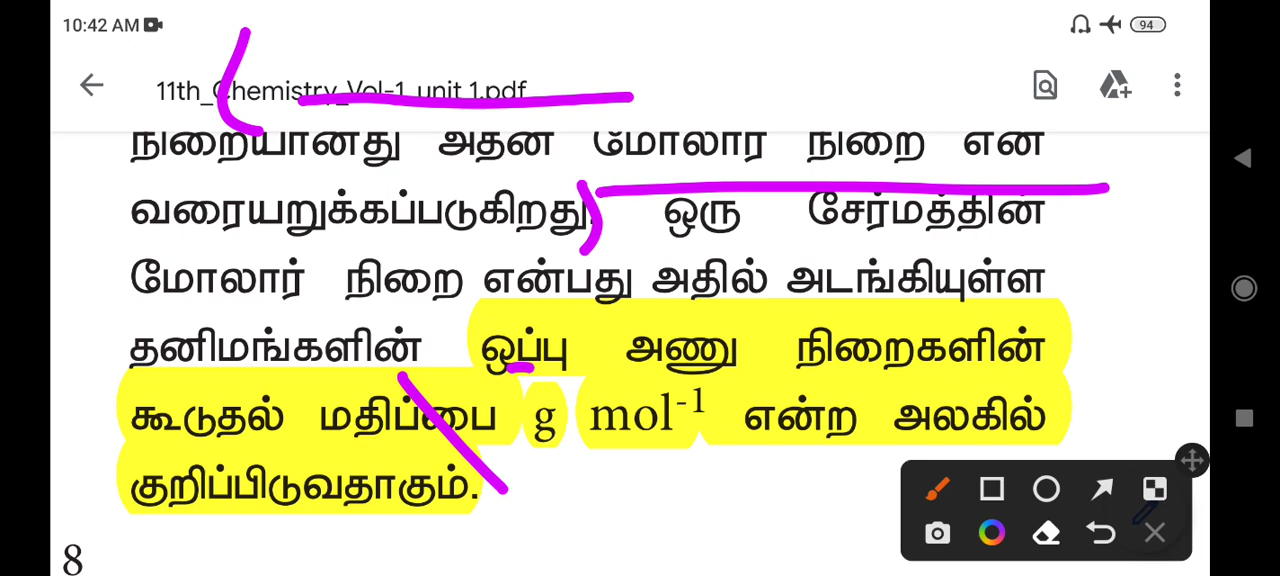 10:42 AM
94
11th_Chemistry_Vol-1_unit 1.pdf
நிறையானது அதன் மோலார் நிறை என
வரையறுக்கப்படுகிறது. ஒரு சேர்மத்தின்
மோலார் நிறை என்பது அதில் அடங்கியுள்ள
தனிமங்களின் ஒப்பு அணு நிறைகளின்
கூடுதல் மதிப்பை g mol-1 என்ற அலகில்
குறிப்பிடுவதாகும்.
8